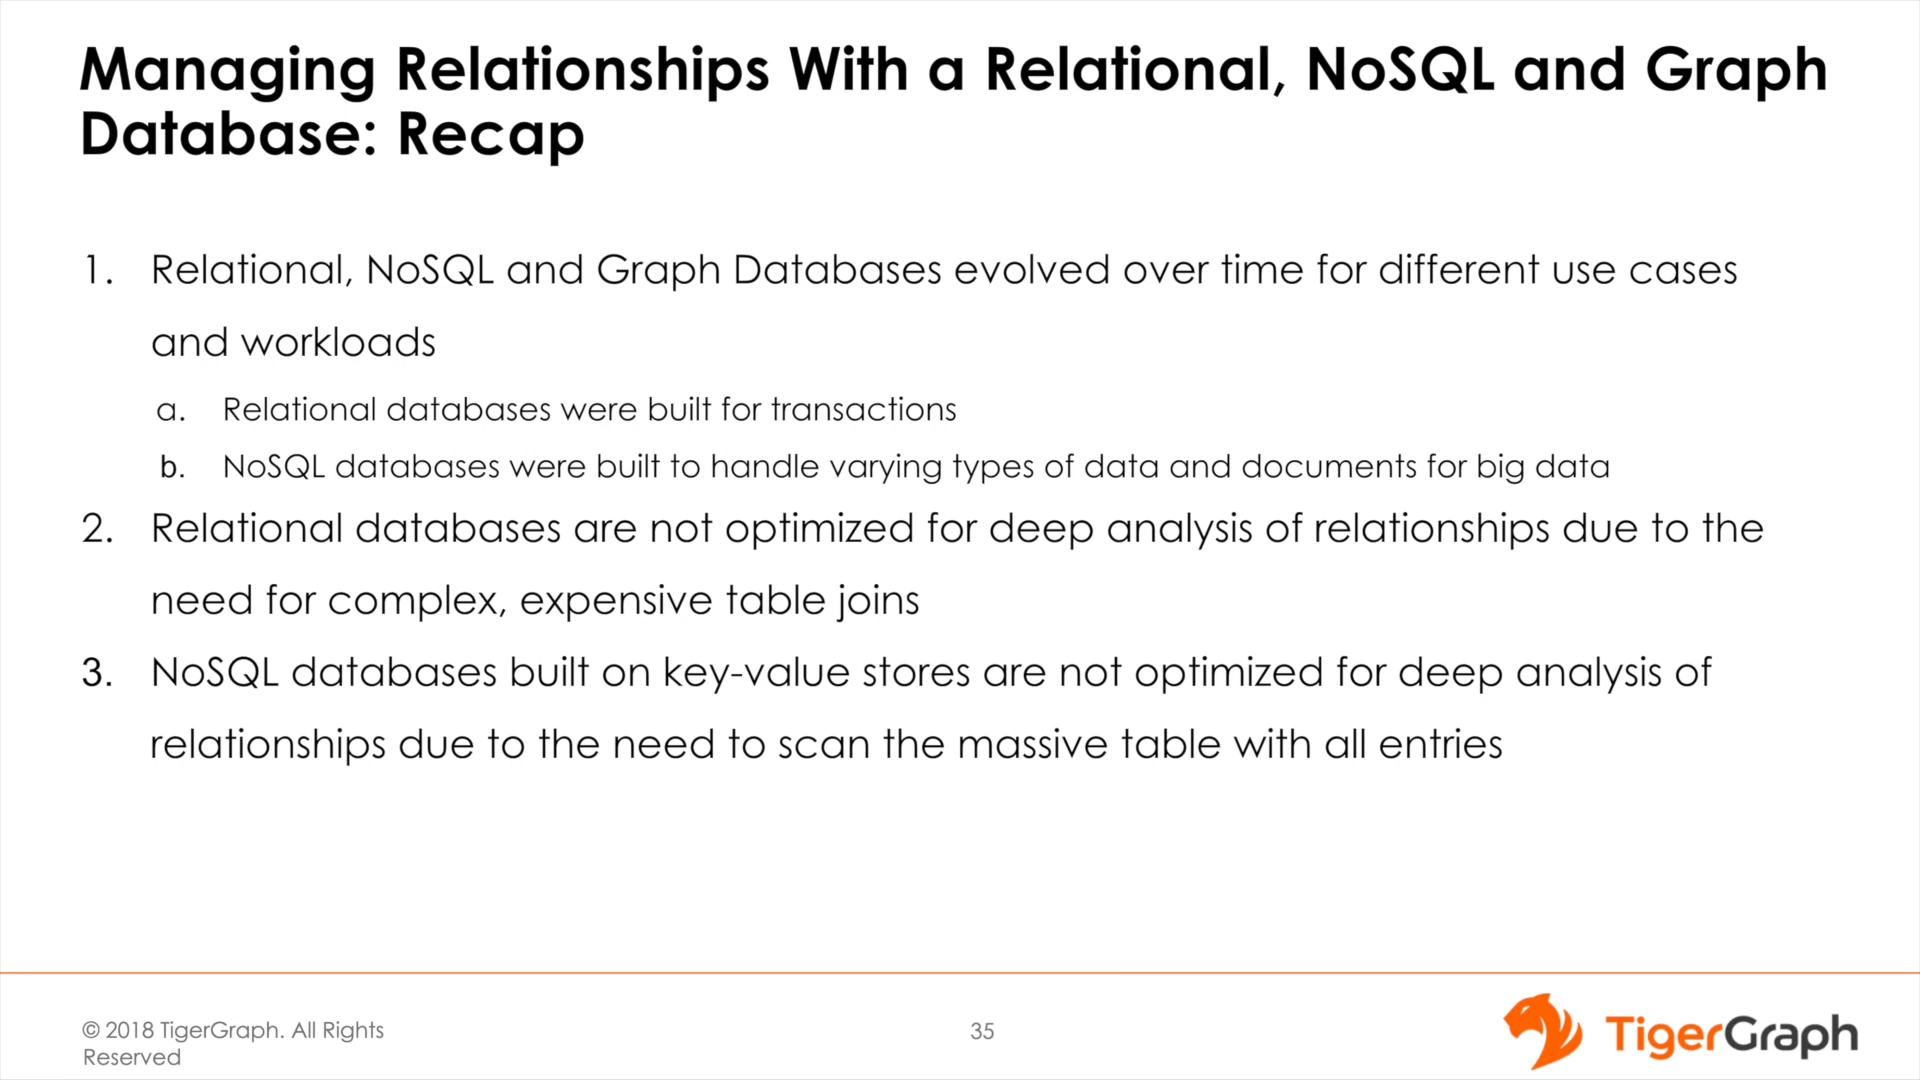 Managing Relationships With a Relational, NoSQL and Graph
Database: Recap
1. Relational, NoSQL and Graph Databases evolved over time for different use cases
and workloads
a. Relational databases were built for transactions
b. NoSQL databases were built to handle varying types of data and documents for big data
2. Relational databases are not optimized for deep analysis of relationships due to the
need for complex, expensive table joins
3. NoSQL databases built on key-value stores are not optimized for deep analysis of
relationships due to the need to scan the massive table with all entries
© 2018 TigerGraph. All Rights
Reserved
35
TigerGraph